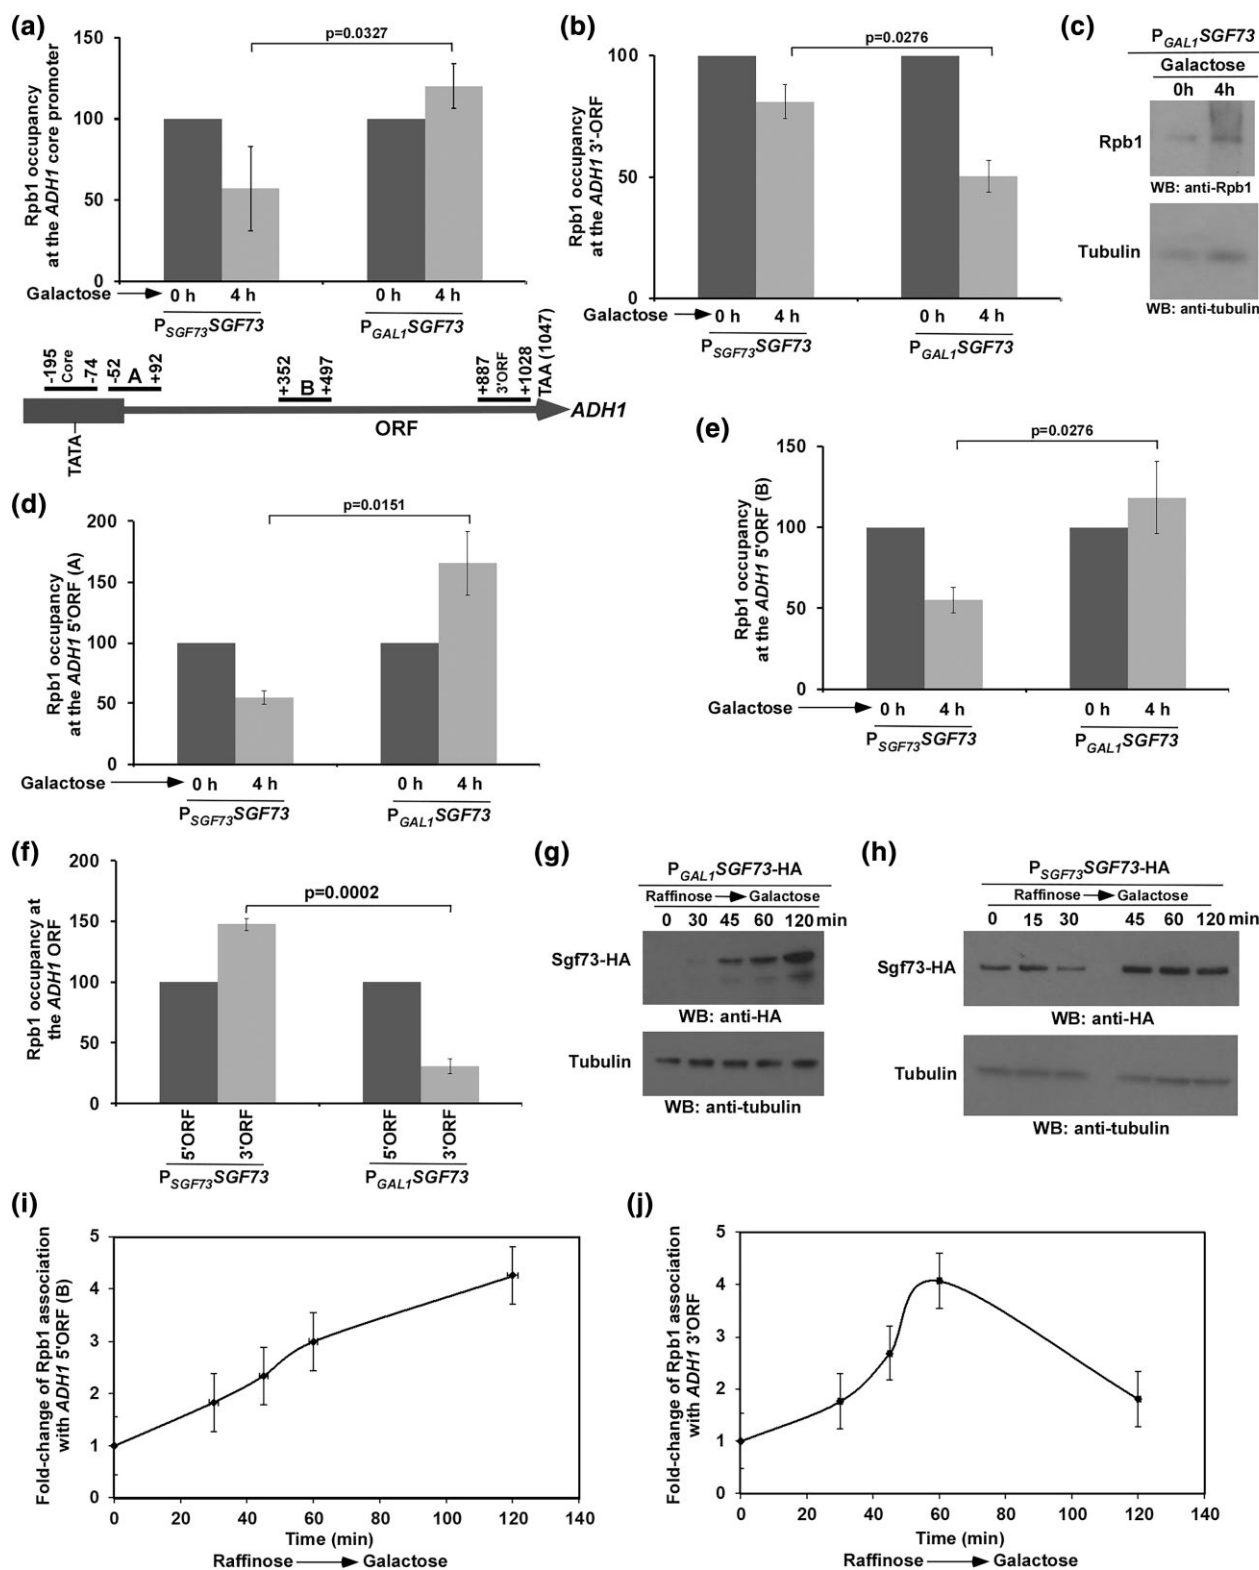 (a)
Rpb1 occupancy
at the ADH1 core promoter
150
100
50
0
p=0.0327
Galactose
0 h 4 h 0 h 4 h
PSGF73SGF73 PGAL1SGF73
-195 Core -74 -52 A +92 +352 B +497 +887 3'ORF +1028 TAA (1047)
ADH1
ORF
TATA
(b)
Rpb1 occupancy
at the ADH1 3'-ORF
100
50
0
p=0.0276
Galactose
0 h 4 h 0 h 4 h
PSGF73SGF73 PGAL1SGF73
(c)
PGAL1SGF73
Galactose
0h 4h
Rpb1
WB: anti-Rpb1
Tubulin
WB: anti-tubulin
(d)
Rpb1 occupancy
at the ADH1 5'ORF (A)
200
150
100
50
0
p=0.0151
Galactose
0 h 4 h 0 h 4 h
PSGF73SGF73 PGAL1SGF73
(e)
Rpb1 occupancy
at the ADH1 5'ORF (B)
150
100
50
0
p=0.0276
Galactose
0 h 4 h 0 h 4 h
PSGF73SGF73 PGAL1SGF73
(f)
Rpb1 occupancy at
the ADH1 ORF
200
150
100
50
0
p=0.0002
5'ORF 3'ORF 5'ORF 3'ORF
PSGF73SGF73 PGAL1SGF73
(g)
PGAL1SGF73-HA
Raffinose Galactose
0 30 45 60 120 min
Sgf73-HA
WB: anti-HA
Tubulin
WB: anti-tubulin
(h)
PSGF73SGF73-HA
Raffinose Galactose
0 15 30 45 60 120 min
Sgf73-HA
WB: anti-HA
Tubulin
WB: anti-tubulin
(i)
Fold-change of Rpb1 association
with ADH1 5'ORF (B)
5
4
3
2
1
0
0 20 40 60 80 100 120 140
Time (min)
Raffinose Galactose
(j)
Fold-change of Rpb1 association
with ADH1 3'ORF
5
4
3
2
1
0
0 20 40 60 80 100 120 140
Time (min)
Raffinose Galactose